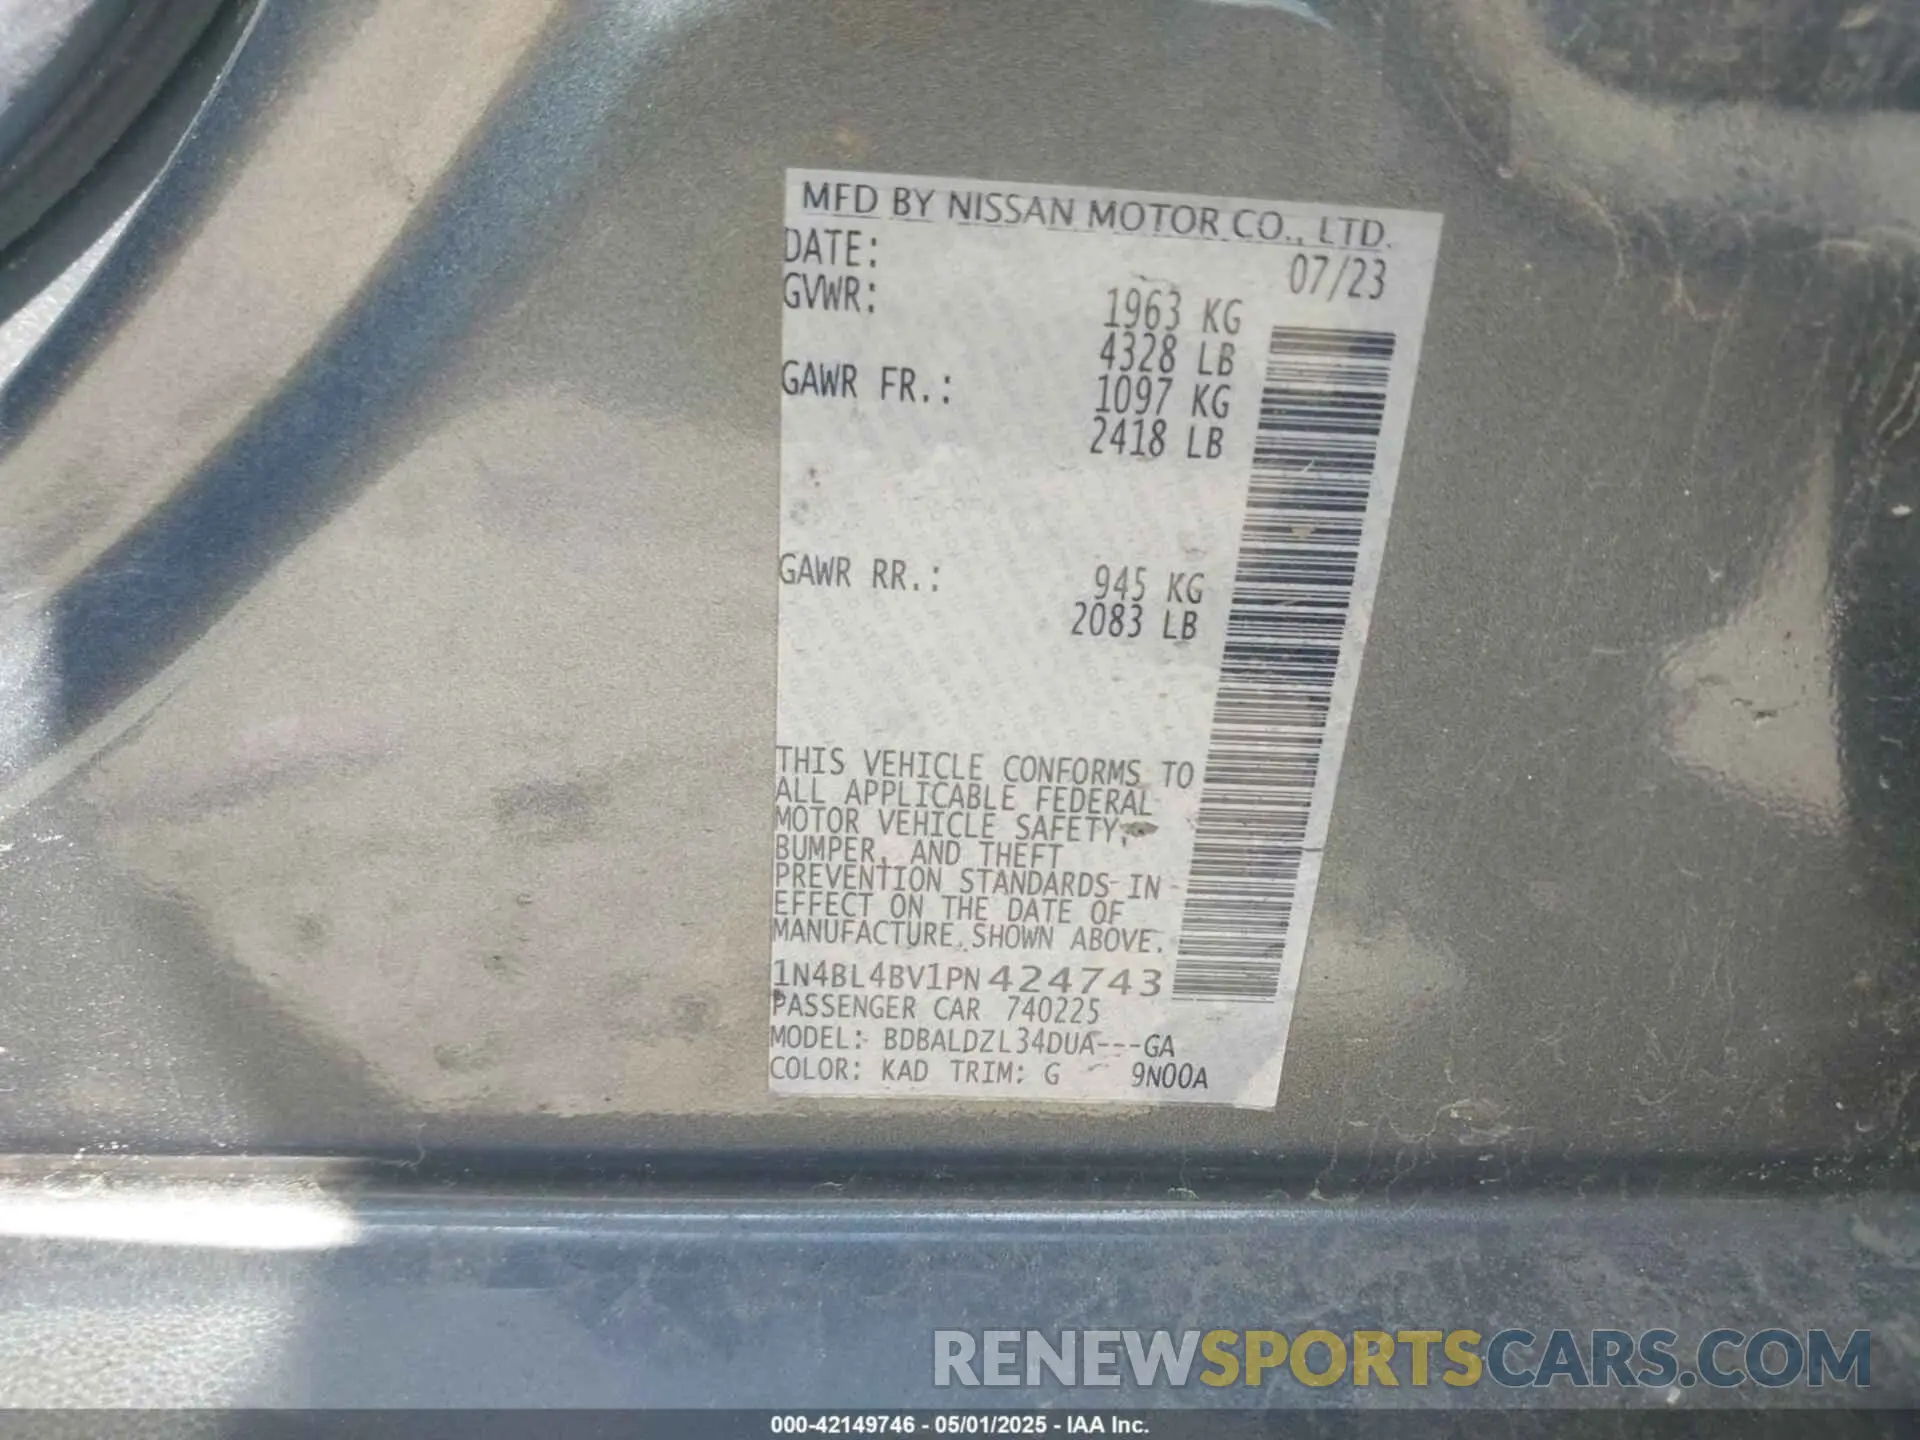 MFD BY NISSAN MOTOR CO., LTD.
DATE: 07/23
GVWR: 1963 KG
4328 LB
GAWR FR.: 1097 KG
2418 LB
GAWR RR.: 945 KG
2083 LB
THIS VEHICLE CONFORMS TO
ALL APPLICABLE FEDERAL
MOTOR VEHICLE SAFETY,
BUMPER, AND THEFT
PREVENTION STANDARDS IN
EFFECT ON THE DATE OF
MANUFACTURE SHOWN ABOVE.
1N4BL4BV1PN424743
PASSENGER CAR 740225
MODEL: BDBALDZL34DUA---GA
COLOR: KAD TRIM: G 9N00A
RENEWSPORTSCARS.COM
000-42149746 - 05/01/2025 - IAA Inc.